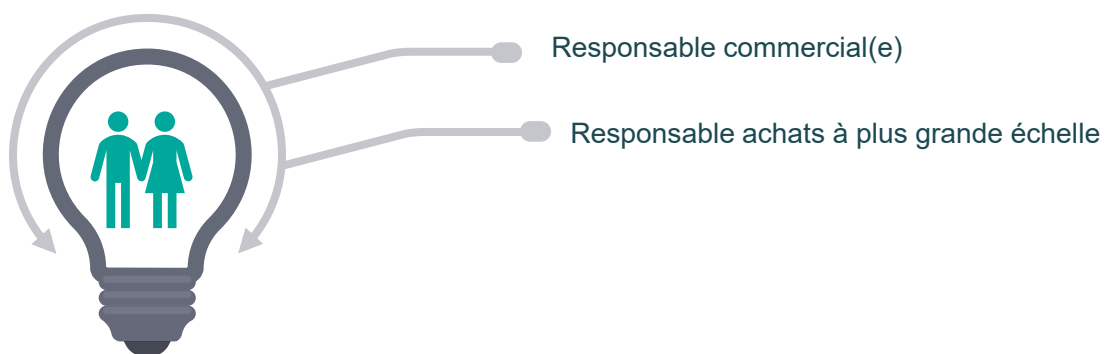 Responsable commercial(e)
Responsable achats à plus grande échelle